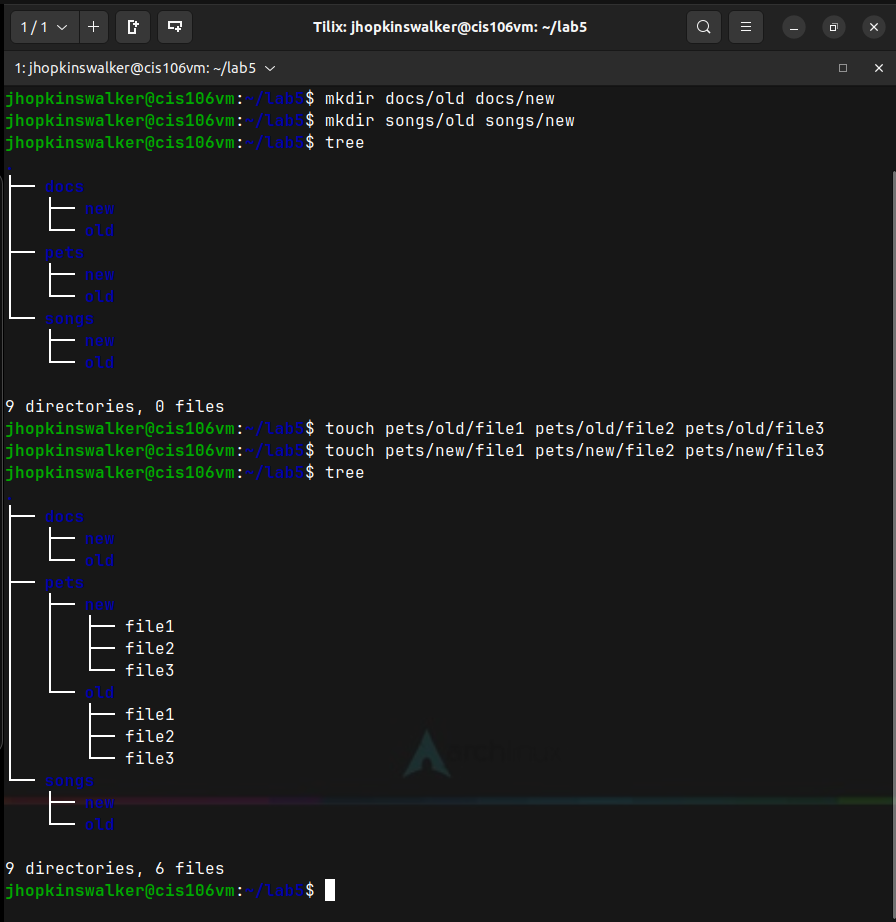 1 / 1
Tilix: jhopkinswalker@cis106vm: ~/lab5
1: jhopkinswalker@cis106vm: ~/lab5
jhopkinswalker@cis106vm:~/lab5$ mkdir docs/old docs/new
jhopkinswalker@cis106vm:~/lab5$ mkdir songs/old songs/new
jhopkinswalker@cis106vm:~/lab5$ tree
.
├── docs
│   ├── new
│   └── old
├── pets
│   ├── new
│   └── old
└── songs
    ├── new
    └── old
9 directories, 0 files
jhopkinswalker@cis106vm:~/lab5$ touch pets/old/file1 pets/old/file2 pets/old/file3
jhopkinswalker@cis106vm:~/lab5$ touch pets/new/file1 pets/new/file2 pets/new/file3
jhopkinswalker@cis106vm:~/lab5$ tree
.
├── docs
│   ├── new
│   └── old
├── pets
│   ├── new
│   │   ├── file1
│   │   ├── file2
│   │   └── file3
│   └── old
│       ├── file1
│       ├── file2
│       └── file3
└── songs
    ├── new
    └── old
9 directories, 6 files
jhopkinswalker@cis106vm:~/lab5$